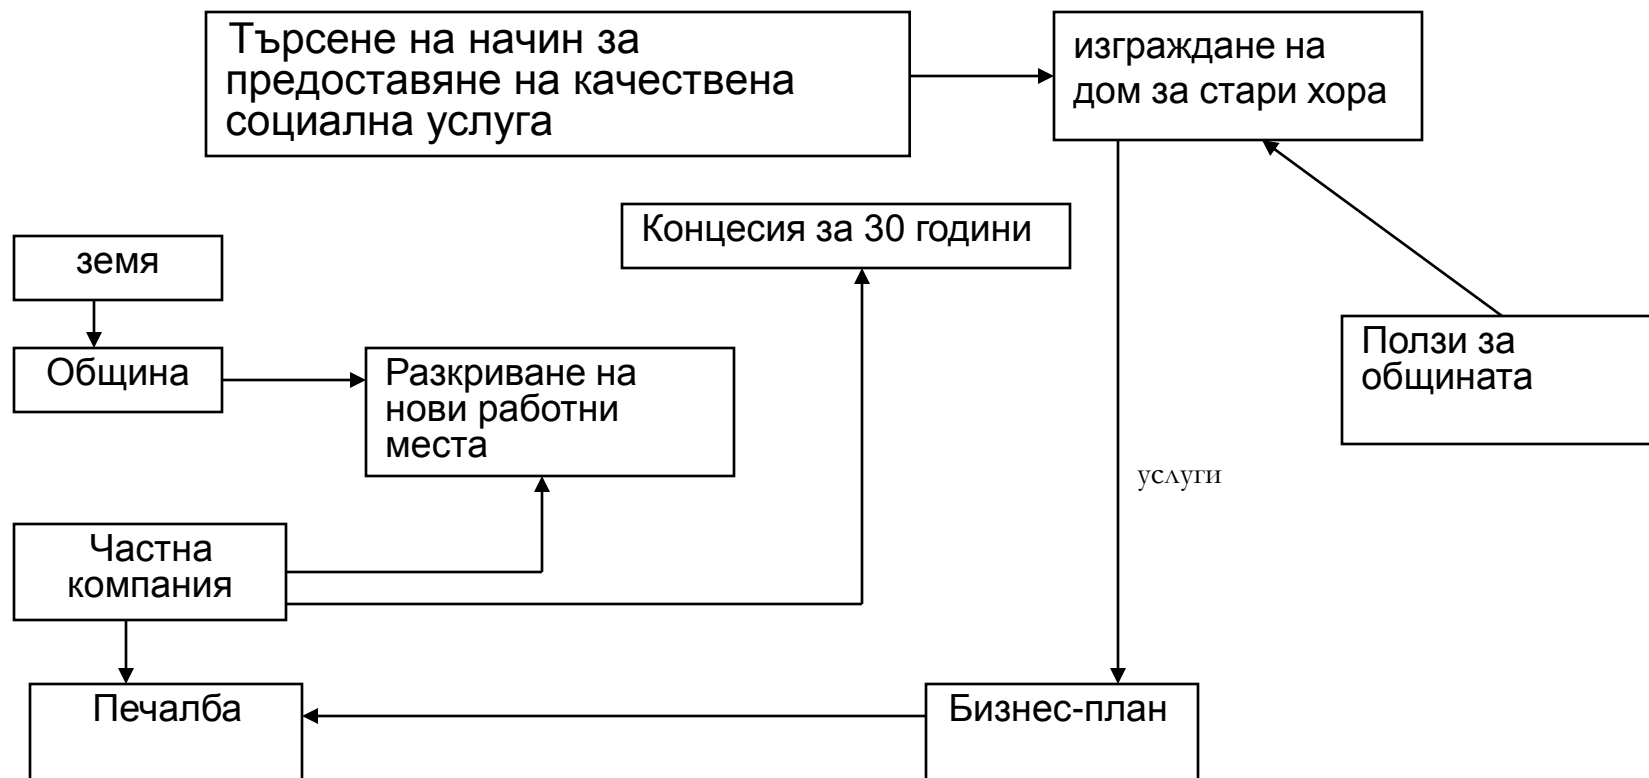 Търсене на начин за
предоставяне на качествена
социална услуга
изграждане на
дом за стари хора
Концесия за 30 години
земя
Община
Разкриване на
нови работни
места
Ползи за
общината
услуги
Частна
компания
Печалба
Бизнес-план